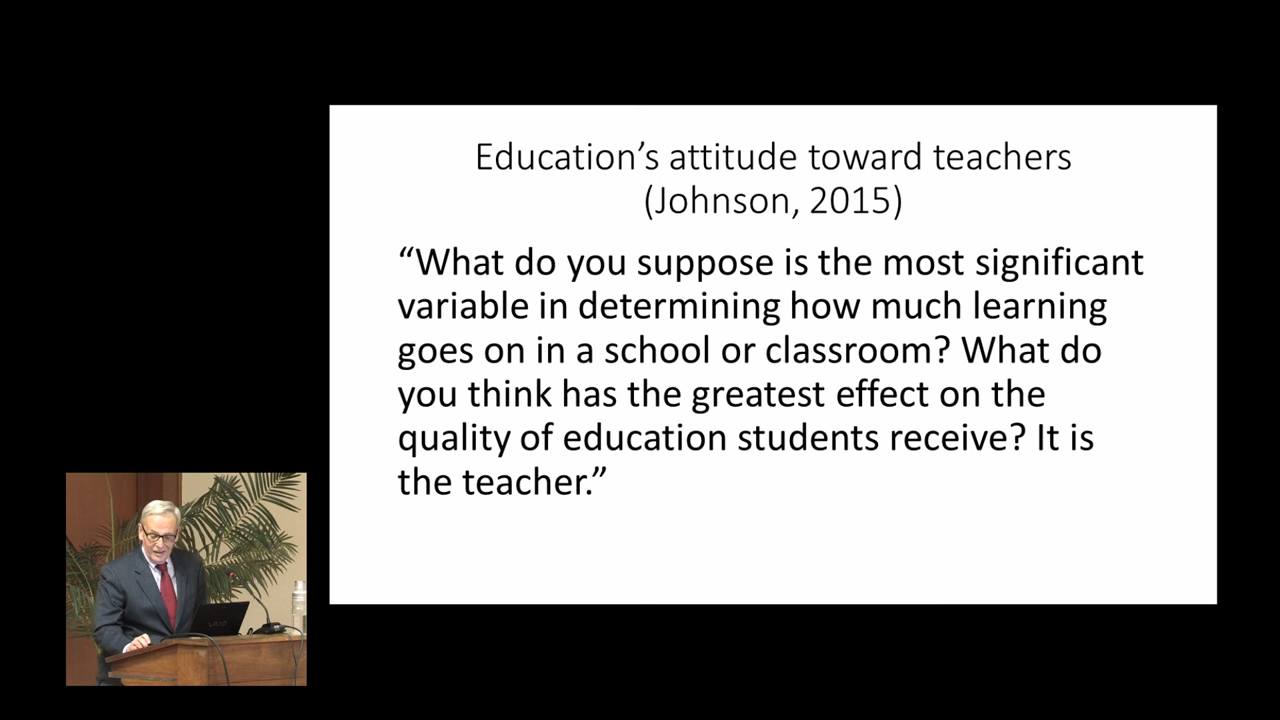 Education’s attitude toward teachers
(Johnson, 2015)
“What do you suppose is the most significant
variable in determining how much learning
goes on in a school or classroom? What do
you think has the greatest effect on the
quality of education students receive? It is
the teacher.”
VAIO